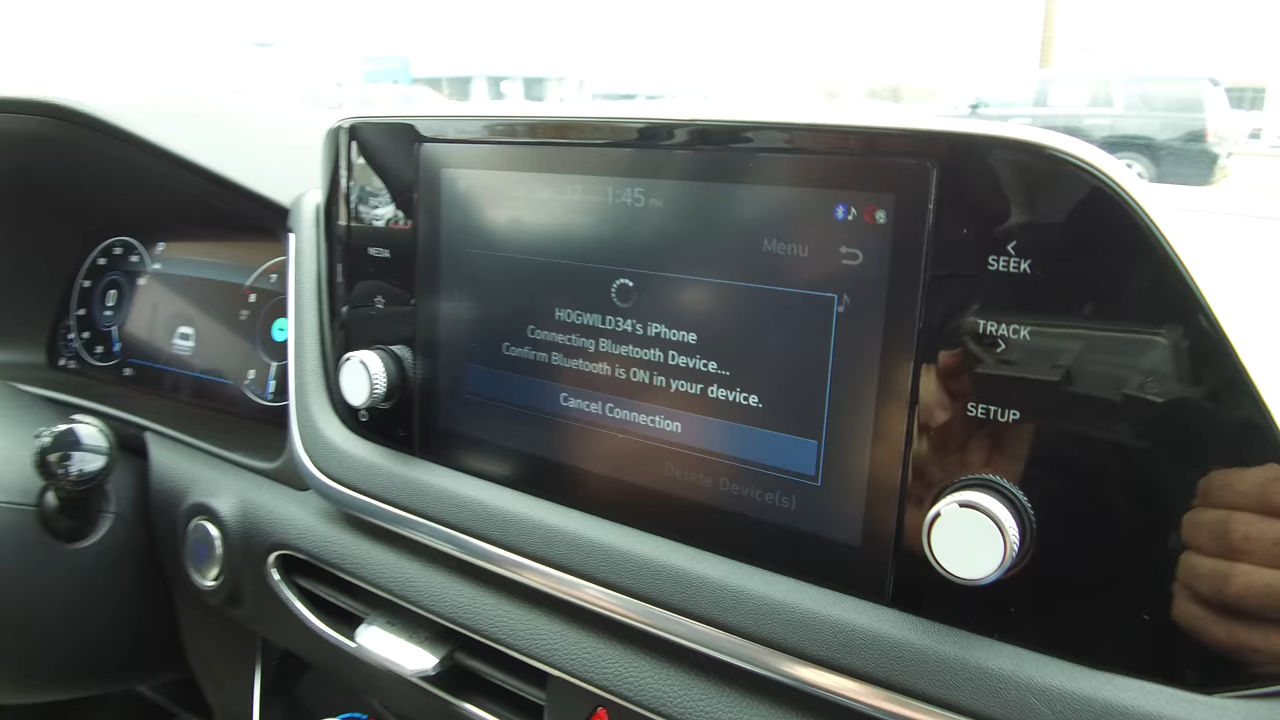 1:45 PM
Menu
MEDIA
HOGWILD34's iPhone
Connecting Bluetooth Device...
Confirm Bluetooth is ON in your device.
Cancel Connection
Delete Device(s)
SEEK
TRACK
SETUP